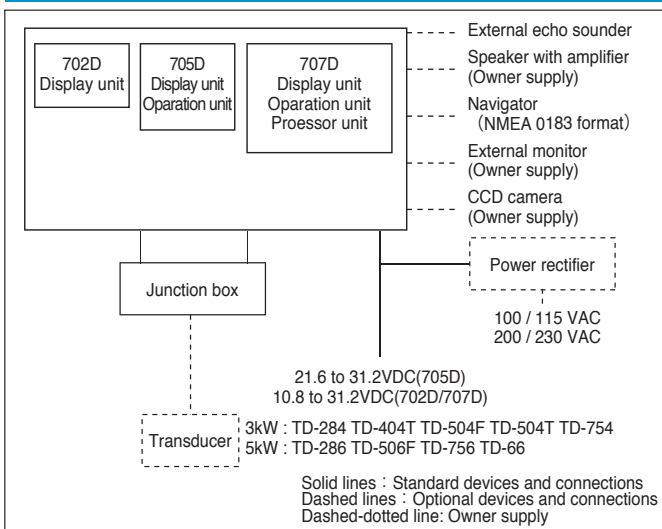 702D
Display unit
705D
Display unit
Oparation unit
707D
Display unit
Oparation unit
Proessor unit
External echo sounder
Speaker with amplifier
(Owner supply)
Navigator
（NMEA 0183 format）
External monitor
(Owner supply)
CCD camera
(Owner supply)
Junction box
Power rectifier
100 / 115 VAC
200 / 230 VAC
21.6 to 31.2VDC(705D)
10.8 to 31.2VDC(702D/707D)
Transducer
3kW : TD-284 TD-404T TD-504F TD-504T TD-754
5kW : TD-286 TD-506F TD-756 TD-66
Solid lines：Standard devices and connections
Dashed lines：Optional devices and connections
Dashed-dotted line: Owner supply